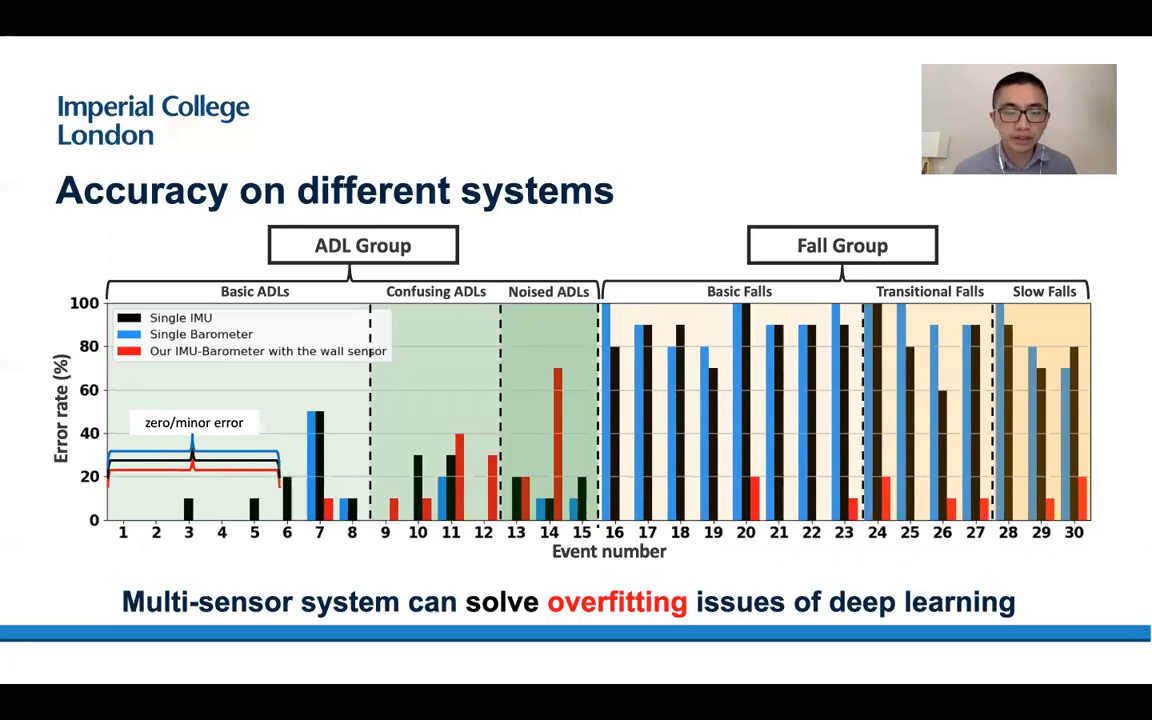 Imperial College
London
Accuracy on different systems
ADL Group
Fall Group
Basic ADLs
Confusing ADLs
Noised ADLs
Basic Falls
Transitional Falls
Slow Falls
100
80
60
40
20
0
Error rate (%)
Single IMU
Single Barometer
Our IMU-Barometer with the wall sensor
zero/minor error
1 2 3 4 5 6 7 8 9 10 11 12 13 14 15 16 17 18 19 20 21 22 23 24 25 26 27 28 29 30
Event number
Multi-sensor system can solve overfitting issues of deep learning